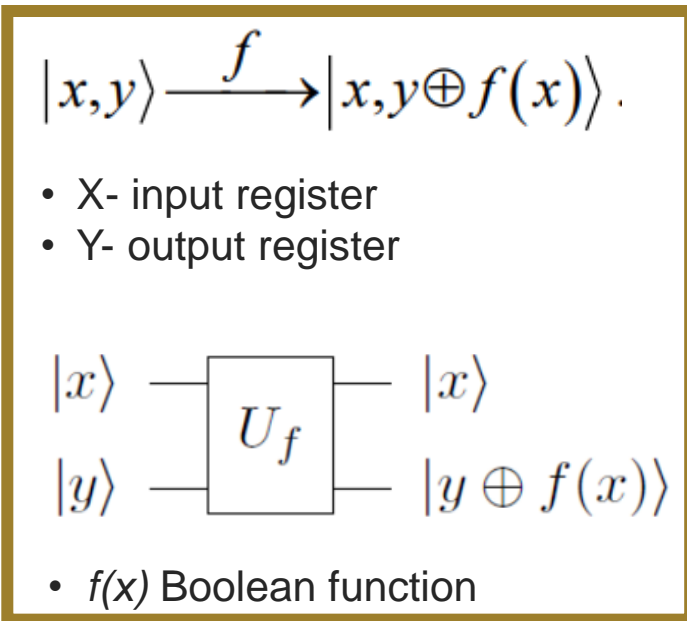 |x,y⟩ —f→ |x,y⊕f(x)⟩.
• X- input register
• Y- output register
|x⟩ |x⟩
U_f
|y⟩ |y ⊕ f(x)⟩
• f(x) Boolean function